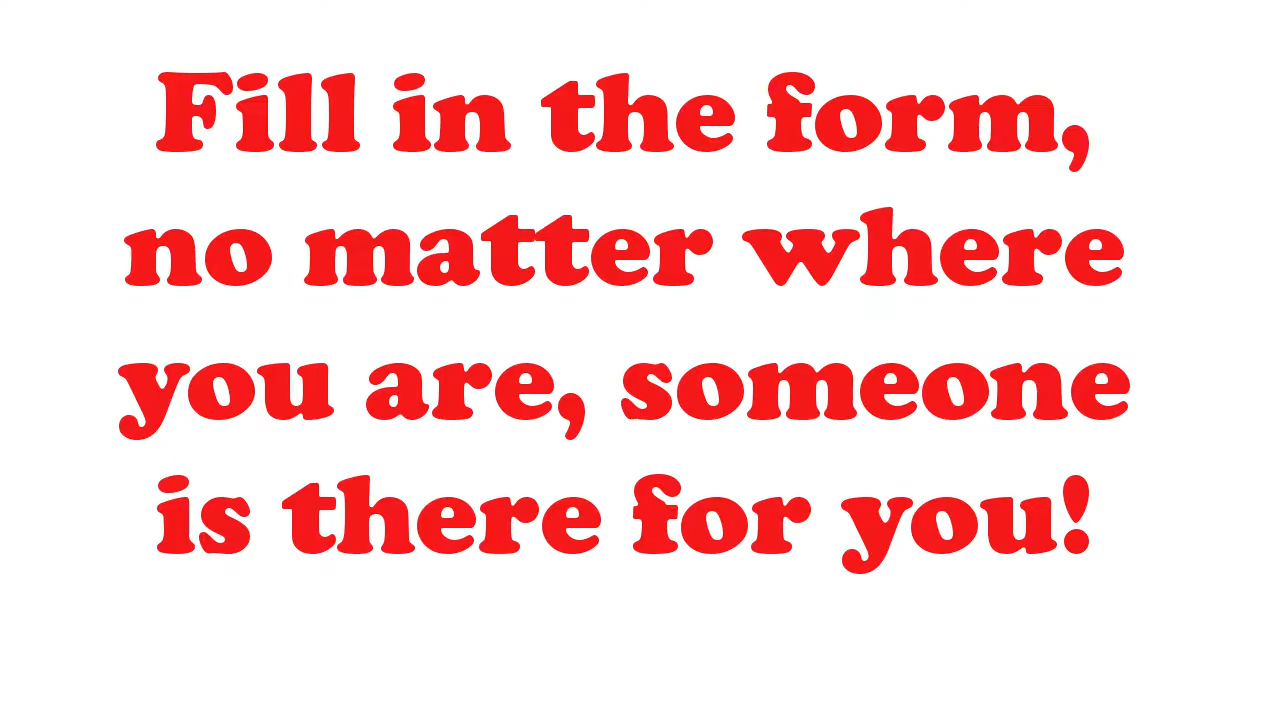 Fill in the form,
no matter where
you are, someone
is there for you!